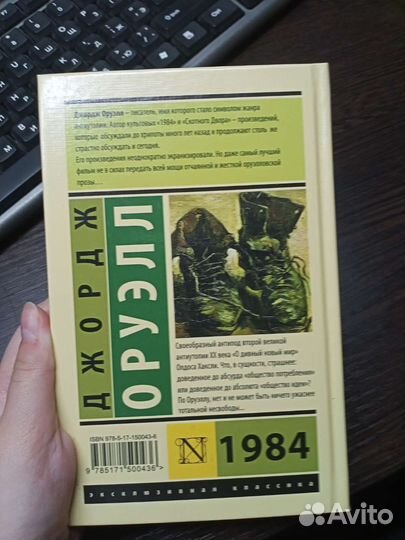 Джордж Оруэлл – писатель, имя которого стало символом жанра
антиутопии. Автор культовых «1984» и «Скотного Двора» – произведений,
которые обсуждали до хрипоты много лет назад и продолжают столь же
страстно обсуждать и сегодня.
Его произведения неоднократно экранизировали. Но даже самый лучший
фильм не в силах передать всей мощи отчаянной и жесткой оруэлловской
прозы...
ДЖОРДЖ
ОРУЭЛЛ
Своеобразный антипод второй великой
антиутопии XX века «О дивный новый мир»
Олдоса Хаксли. Что, в сущности, страшнее:
доведенное до абсурда «общество потребления»
или доведенное до абсолюта «общество идеи»?
По Оруэллу, нет и не может быть ничего ужаснее
тотальной несвободы...
ISBN 978-5-17-150043-6
9 785171 500436 >
N
1984
эксклюзивная классика
Avito